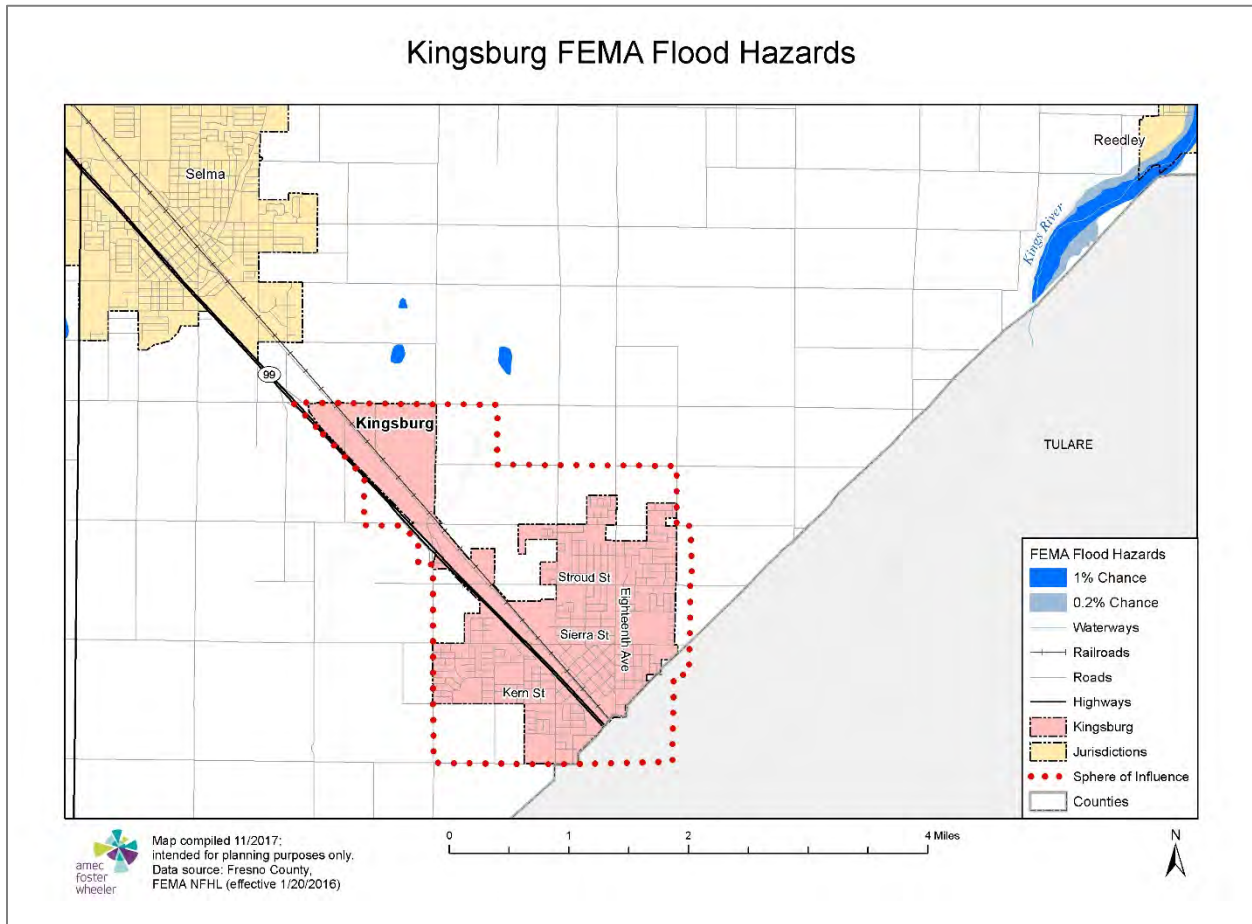 Kingsburg FEMA Flood Hazards
Reedley
Selma
Kings River
99
Kingsburg
TULARE
Stroud St
Eighteenth Ave
Sierra St
Kern St
FEMA Flood Hazards
1% Chance
0.2% Chance
Waterways
Railroads
Roads
Highways
Kingsburg
Jurisdictions
Sphere of Influence
Counties
amec
foster
wheeler
Map compiled 11/2017;
intended for planning purposes only.
Data source: Fresno County,
FEMA NFHL (effective 1/20/2016)
0 1 2 4 Miles
N